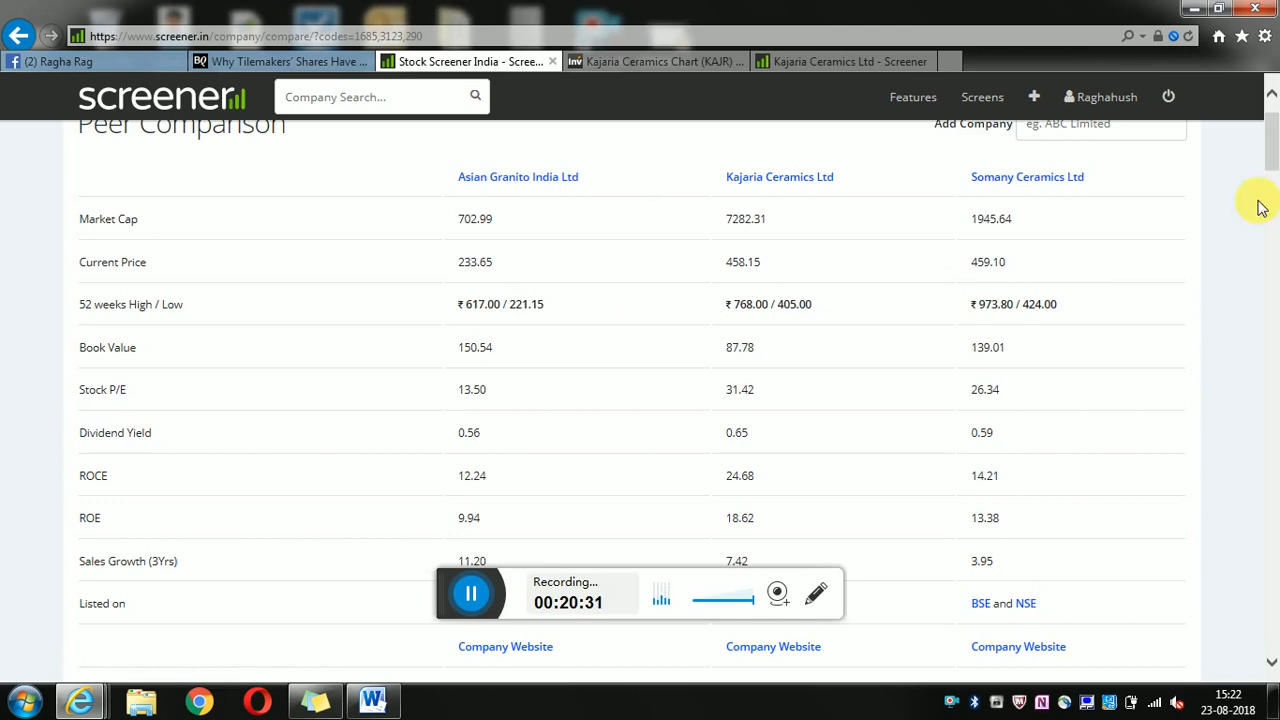 https://www.screener.in/company/compare/?codes=1685,3123,290
(2) Ragha Rag
BQ Why Tilemakers' Shares Have ...
Stock Screener India - Scree...
Inv Kajaria Ceramics Chart (KAJR) ...
Kajaria Ceramics Ltd - Screener
screener
Company Search...
Features Screens Raghahush
Peer Comparison
Add Company eg. ABC Limited
Asian Granito India Ltd Kajaria Ceramics Ltd Somany Ceramics Ltd
Market Cap 702.99 7282.31 1945.64
Current Price 233.65 458.15 459.10
52 weeks High / Low ₹ 617.00 / 221.15 ₹ 768.00 / 405.00 ₹ 973.80 / 424.00
Book Value 150.54 87.78 139.01
Stock P/E 13.50 31.42 26.34
Dividend Yield 0.56 0.65 0.59
ROCE 12.24 24.68 14.21
ROE 9.94 18.62 13.38
Sales Growth (3Yrs) 11.20 7.42 3.95
Recording...
00:20:31
Listed on BSE and NSE
Company Website Company Website Company Website
15:22
23-08-2018